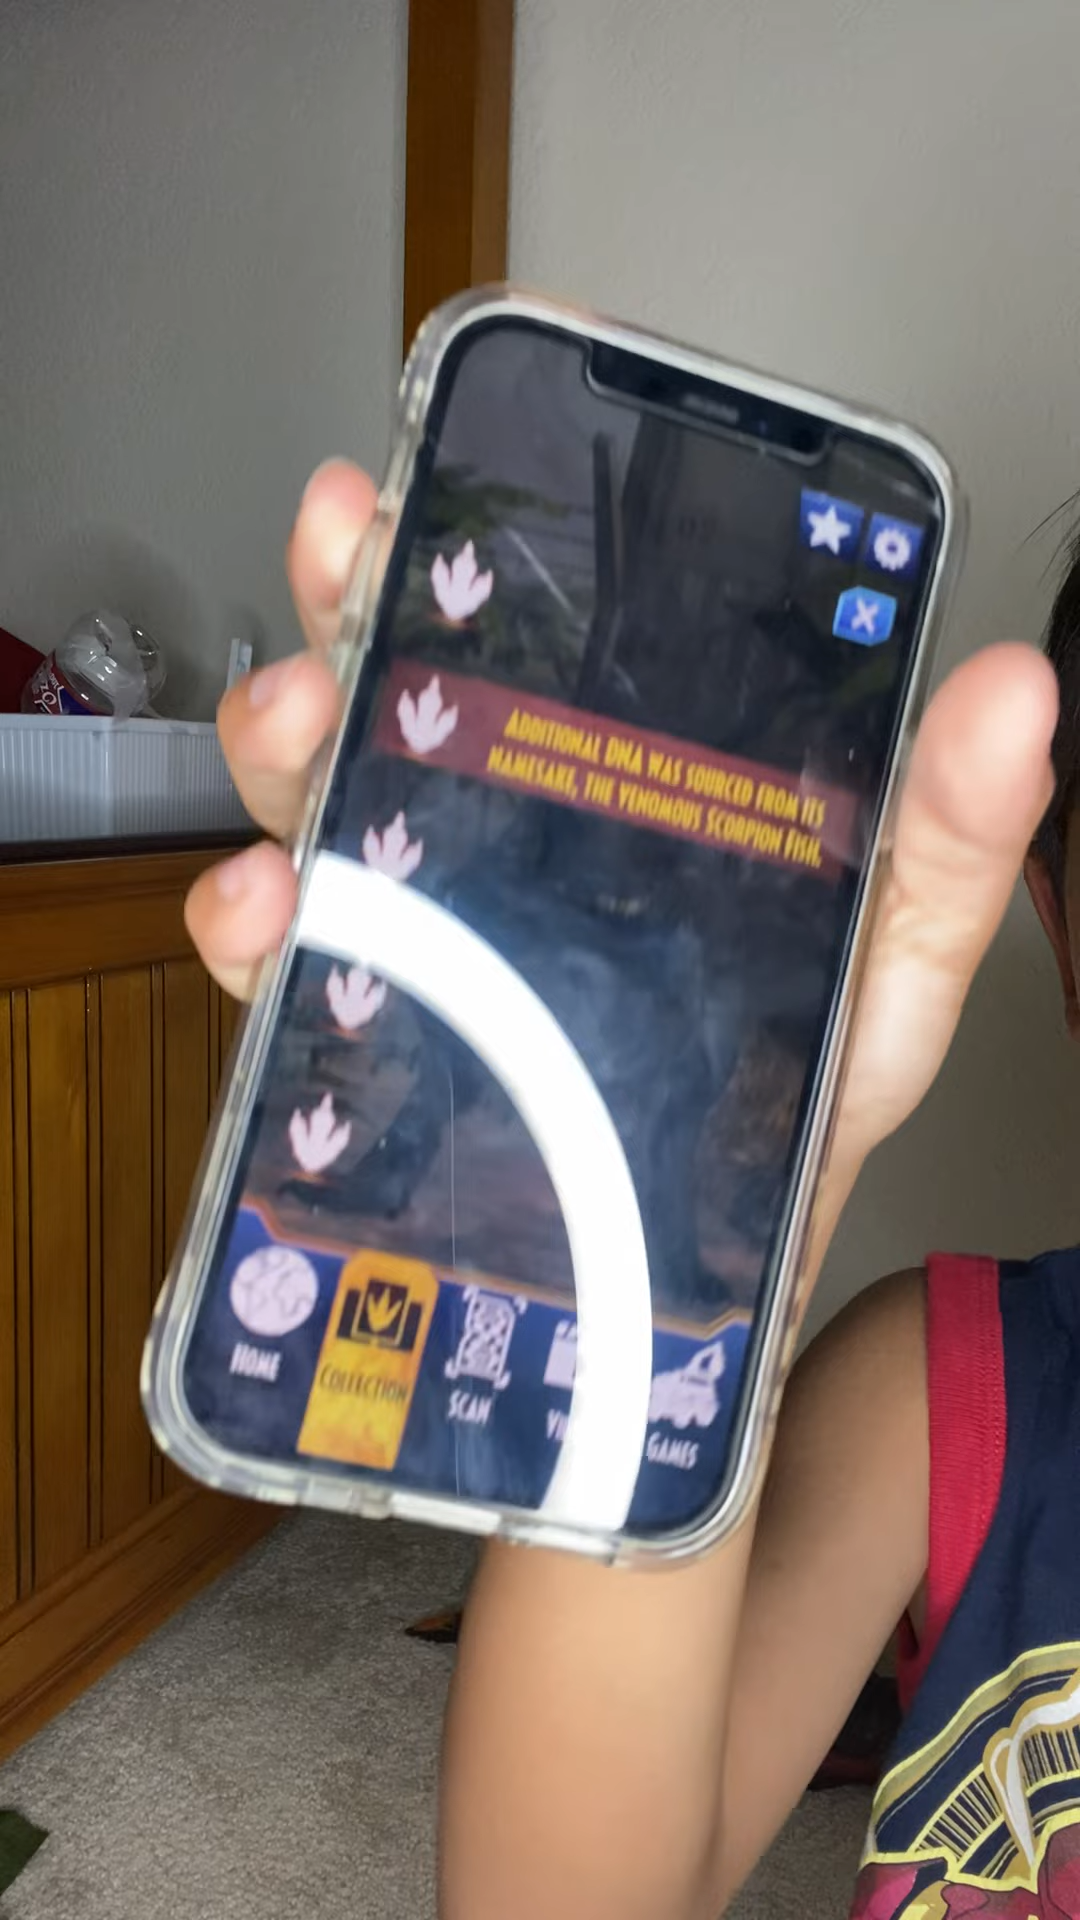 ADDITIONAL DNA WAS SOURCED FROM ITS
NAMESAKE, THE VENOMOUS SCORPION FISH.
HOME
COLLECTION
SCAN
GAMES